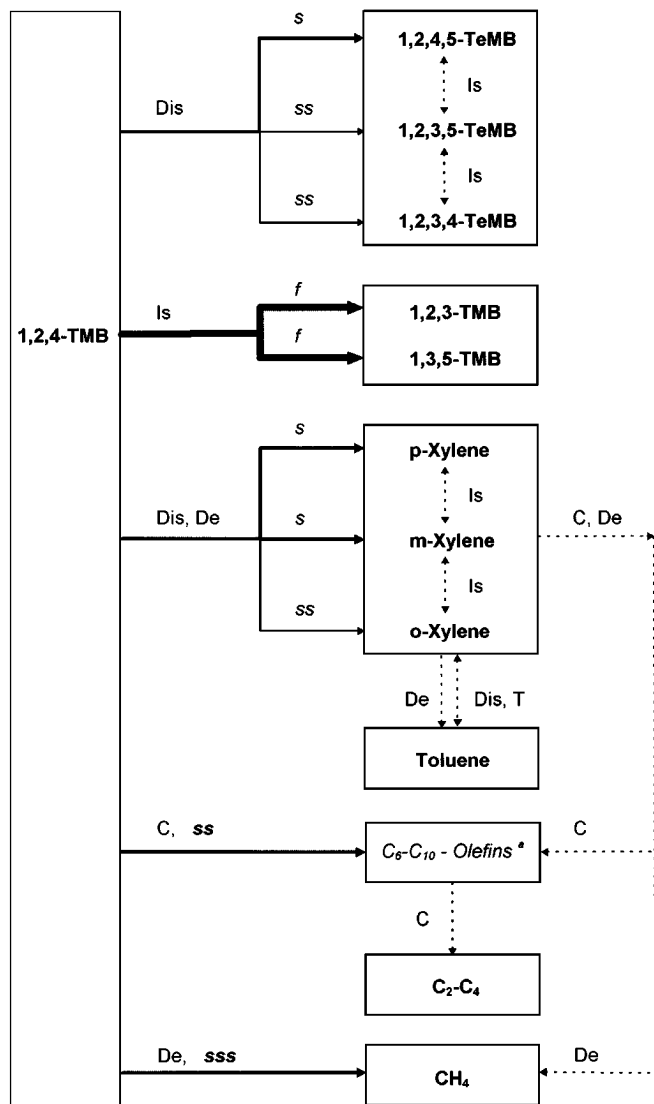 s
1,2,4,5-TeMB
Is
Dis
ss
1,2,3,5-TeMB
Is
ss
1,2,3,4-TeMB
Is
f
1,2,3-TMB
1,2,4-TMB
f
1,3,5-TMB
s
p-Xylene
Is
Dis, De
s
m-Xylene
C, De
Is
ss
o-Xylene
De
Dis, T
Toluene
C, ss
C₆-C₁₀ - Olefins ᵃ
C
C
C₂-C₄
De, sss
CH₄
De